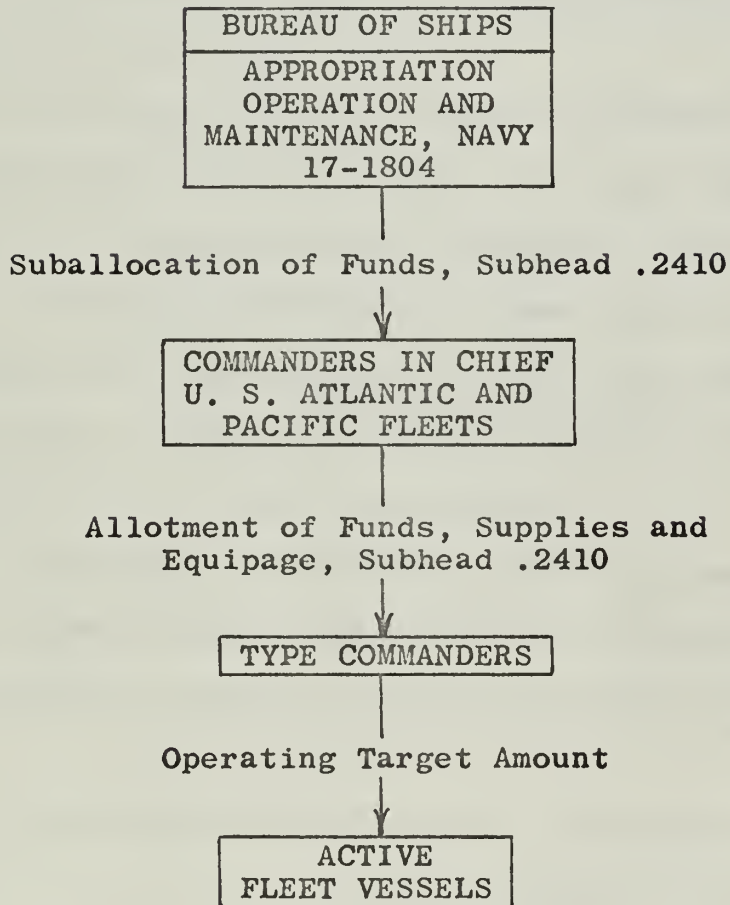 BUREAU OF SHIPS
APPROPRIATION
OPERATION AND
MAINTENANCE, NAVY
17-1804
Suballocation of Funds, Subhead .2410
COMMANDERS IN CHIEF
U. S. ATLANTIC AND
PACIFIC FLEETS
Allotment of Funds, Supplies and
Equipage, Subhead .2410
TYPE COMMANDERS
Operating Target Amount
ACTIVE
FLEET VESSELS